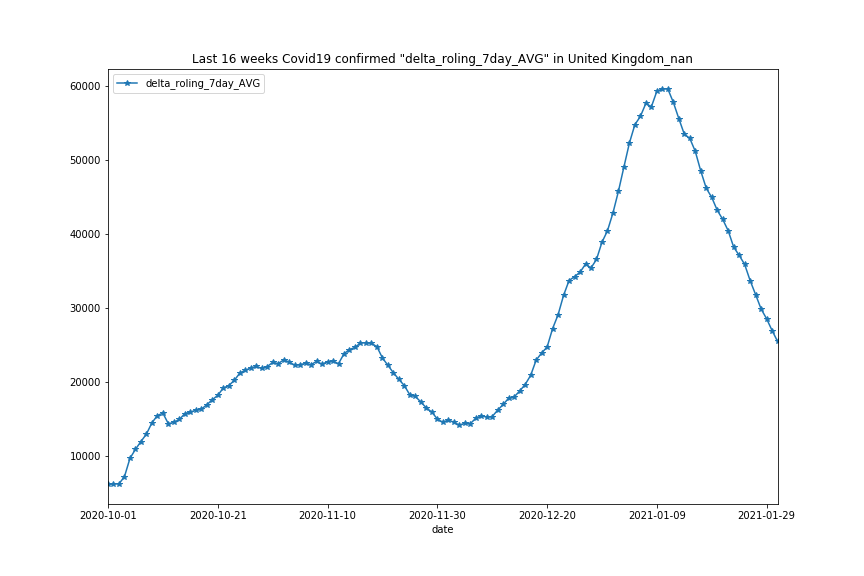 Last 16 weeks Covid19 confirmed "delta_roling_7day_AVG" in United Kingdom_nan
delta_roling_7day_AVG
60000
50000
40000
30000
20000
10000
2020-10-01 2020-10-21 2020-11-10 2020-11-30 2020-12-20 2021-01-09 2021-01-29
date